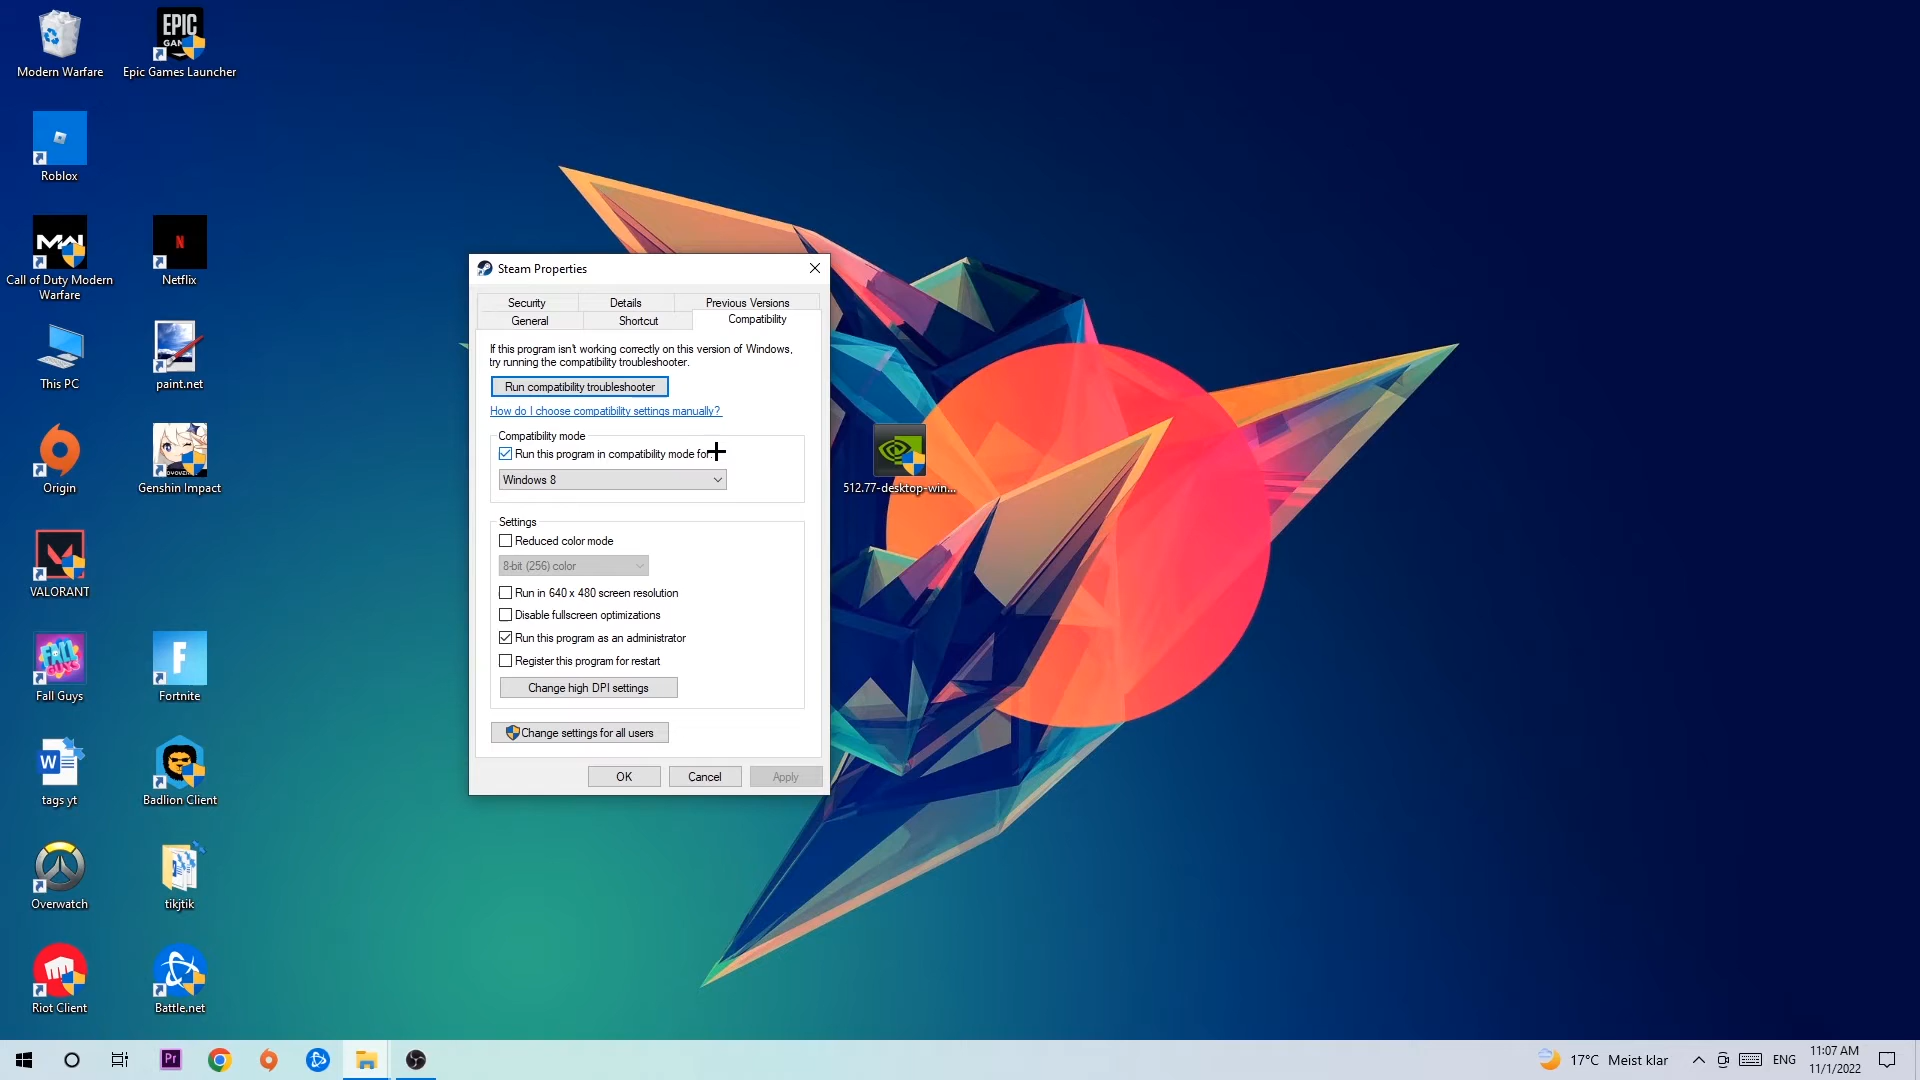 Modern Warfare
EPIC
GAM
Epic Games Launcher
Roblox
MW
Call of Duty Modern
Warfare
N
Netflix
This PC
paint.net
Origin
Genshin Impact
VALORANT
FALL
GUYS
Fall Guys
F
Fortnite
W
tags yt
Badlion Client
Overwatch
tikjtik
Riot Client
Battle.net
Steam Properties
Security
Details
Previous Versions
General
Shortcut
Compatibility
If this program isn't working correctly on this version of Windows,
try running the compatibility troubleshooter.
Run compatibility troubleshooter
How do I choose compatibility settings manually?
Compatibility mode
Run this program in compatibility mode for:
Windows 8
Settings
Reduced color mode
8-bit (256) color
Run in 640 x 480 screen resolution
Disable fullscreen optimizations
Run this program as an administrator
Register this program for restart
Change high DPI settings
Change settings for all users
OK
Cancel
Apply
512.77-desktop-win...
Pr
17°C Meist klar
ENG
11:07 AM
11/1/2022